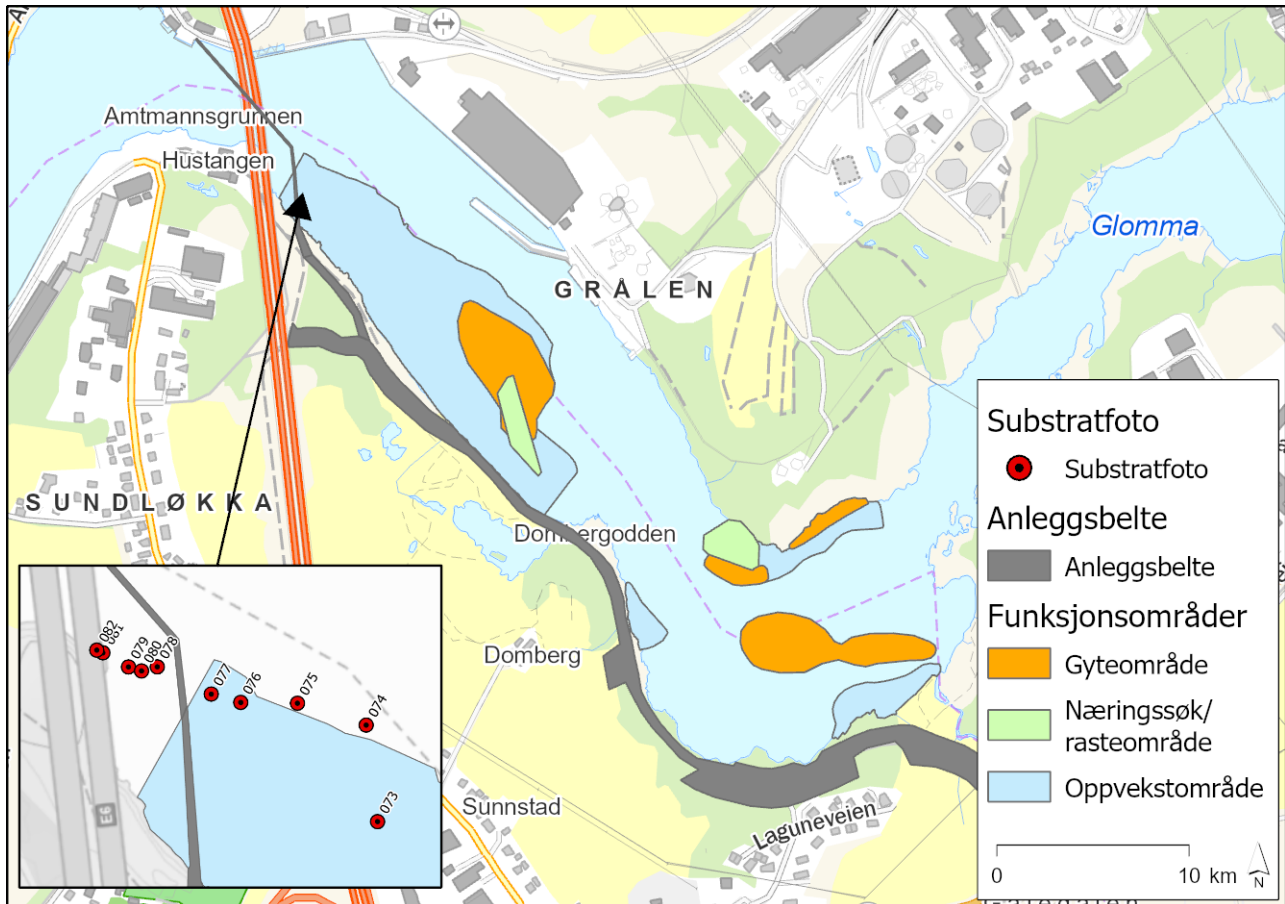 Amtmannsgrunnen
Hustangen
Glomma
GRÅLEN
SUNDLØKKA
Dombergodden
Domberg
Sunnstad
Laguneveien
082
081
079
080
078
077
076
075
074
073
E6
Substratfoto
Substratfoto
Anleggsbelte
Anleggsbelte
Funksjonsområder
Gyteområde
Næringssøk/
rasteområde
Oppvekstområde
0 10 km
N